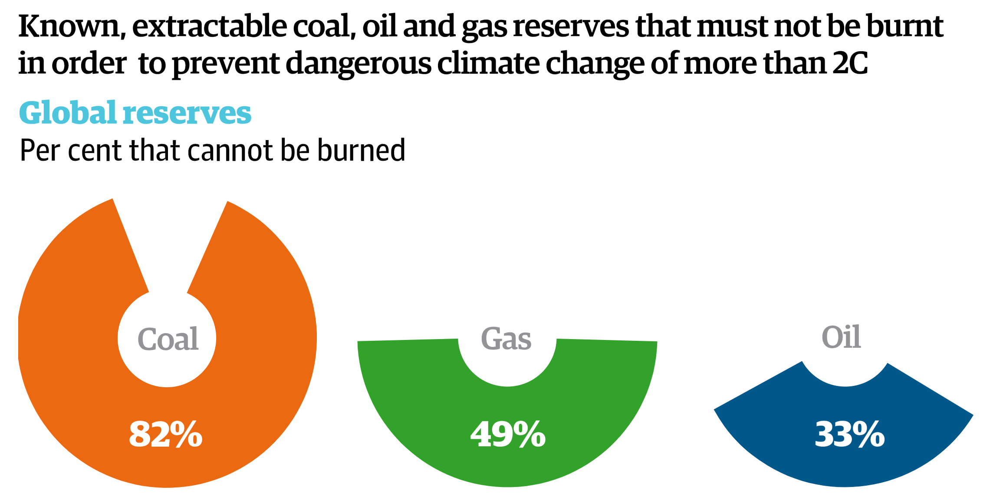 Known, extractable coal, oil and gas reserves that must not be burnt
in order to prevent dangerous climate change of more than 2C
Global reserves
Per cent that cannot be burned
Coal
82%
Gas
49%
Oil
33%